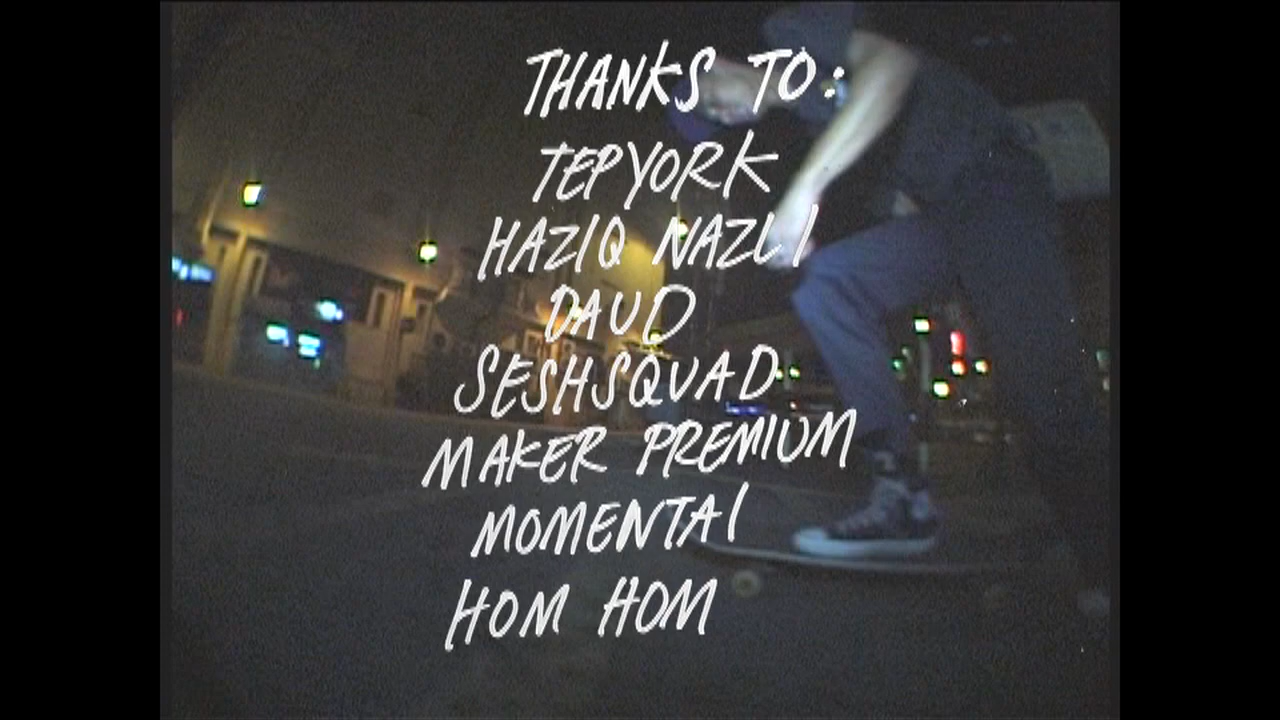 THANKS TO:
TEPYORK
HAZIQ NAZLI
DAUD
SESHSQUAD
MAKER PREMIUM
MOMENTAI
HOM HOM